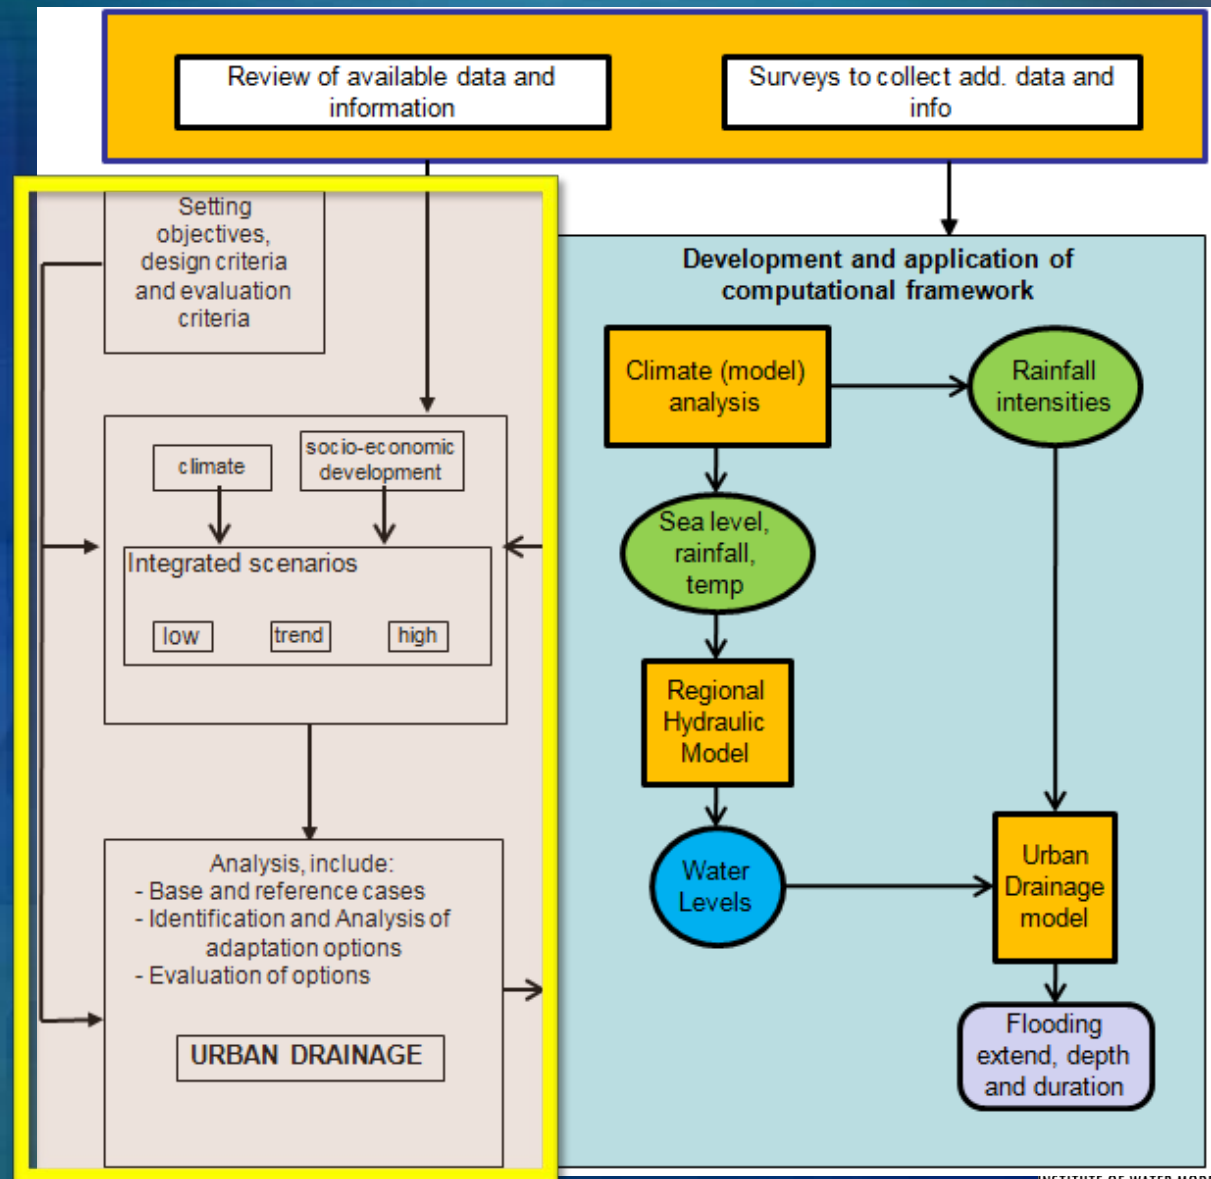 Review of available data and
information
Surveys to collect add. data and
info
Setting
objectives,
design criteria
and evaluation
criteria
climate
socio-economic
development
Integrated scenarios
low
trend
high
Analysis, include:
- Base and reference cases
- Identification and Analysis of
adaptation options
- Evaluation of options
URBAN DRAINAGE
Development and application of
computational framework
Climate (model)
analysis
Rainfall
intensities
Sea level,
rainfall,
temp
Regional
Hydraulic
Model
Water
Levels
Urban
Drainage
model
Flooding
extend, depth
and duration